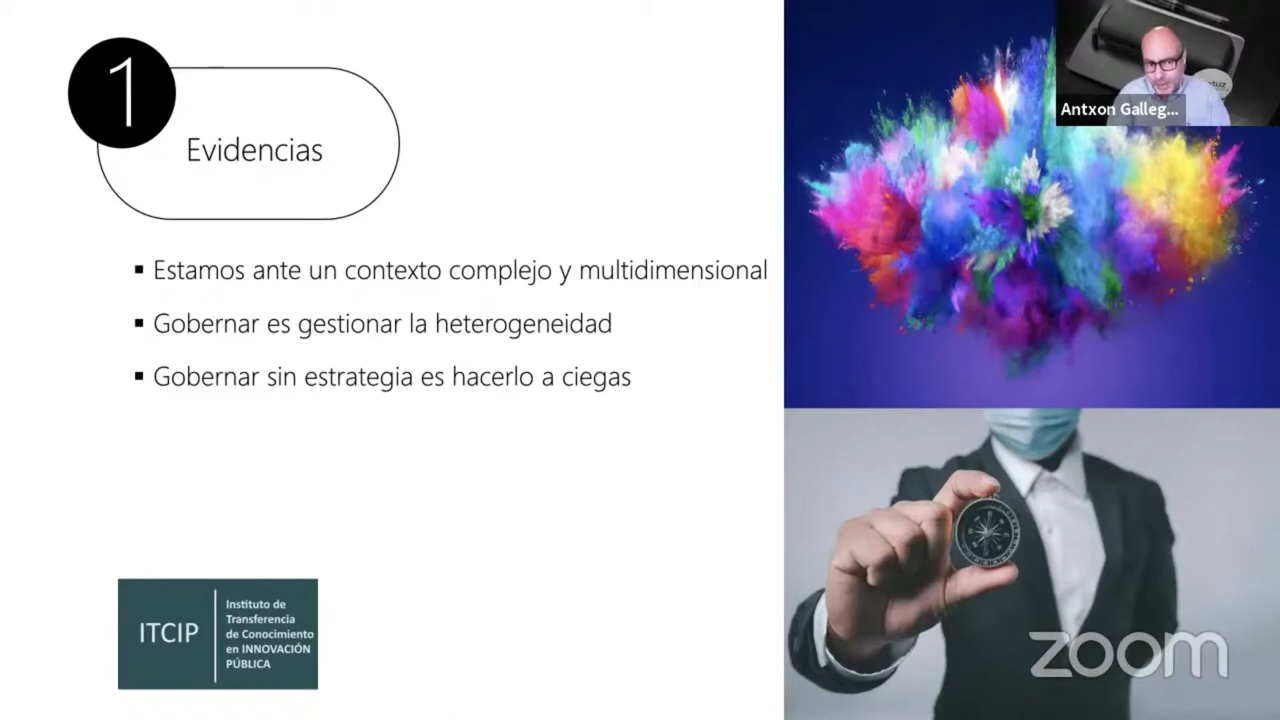 1
Evidencias
▪ Estamos ante un contexto complejo y multidimensional
▪ Gobernar es gestionar la heterogeneidad
▪ Gobernar sin estrategia es hacerlo a ciegas
ITCIP
Instituto de
Transferencia
de Conocimiento
en INNOVACIÓN
PÚBLICA
Antxon Galleg...
zoom